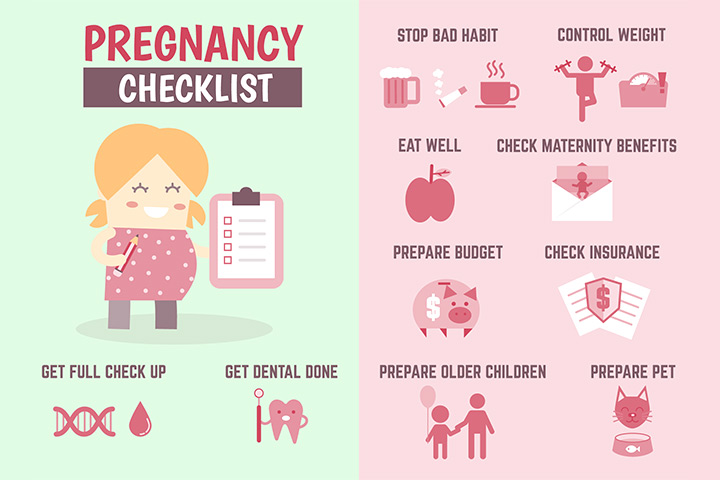 PREGNANCY
CHECKLIST
GET FULL CHECK UP
GET DENTAL DONE
STOP BAD HABIT
CONTROL WEIGHT
EAT WELL
CHECK MATERNITY BENEFITS
PREPARE BUDGET
CHECK INSURANCE
$
$
PREPARE OLDER CHILDREN
PREPARE PET